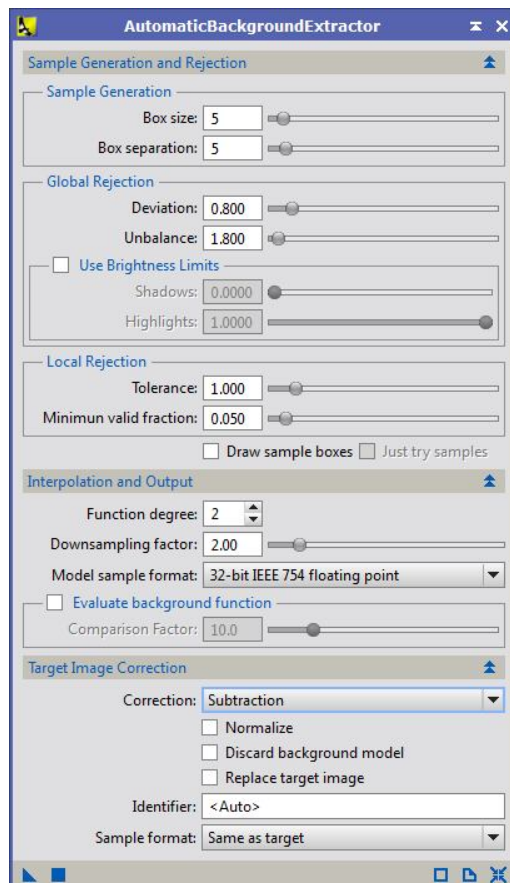 AutomaticBackgroundExtractor
Sample Generation and Rejection
Sample Generation
Box size: 5
Box separation: 5
Global Rejection
Deviation: 0.800
Unbalance: 1.800
Use Brightness Limits
Shadows: 0.0000
Highlights: 1.0000
Local Rejection
Tolerance: 1.000
Minimun valid fraction: 0.050
Draw sample boxes Just try samples
Interpolation and Output
Function degree: 2
Downsampling factor: 2.00
Model sample format: 32-bit IEEE 754 floating point
Evaluate background function
Comparison Factor: 10.0
Target Image Correction
Correction: Subtraction
Normalize
Discard background model
Replace target image
Identifier: <Auto>
Sample format: Same as target